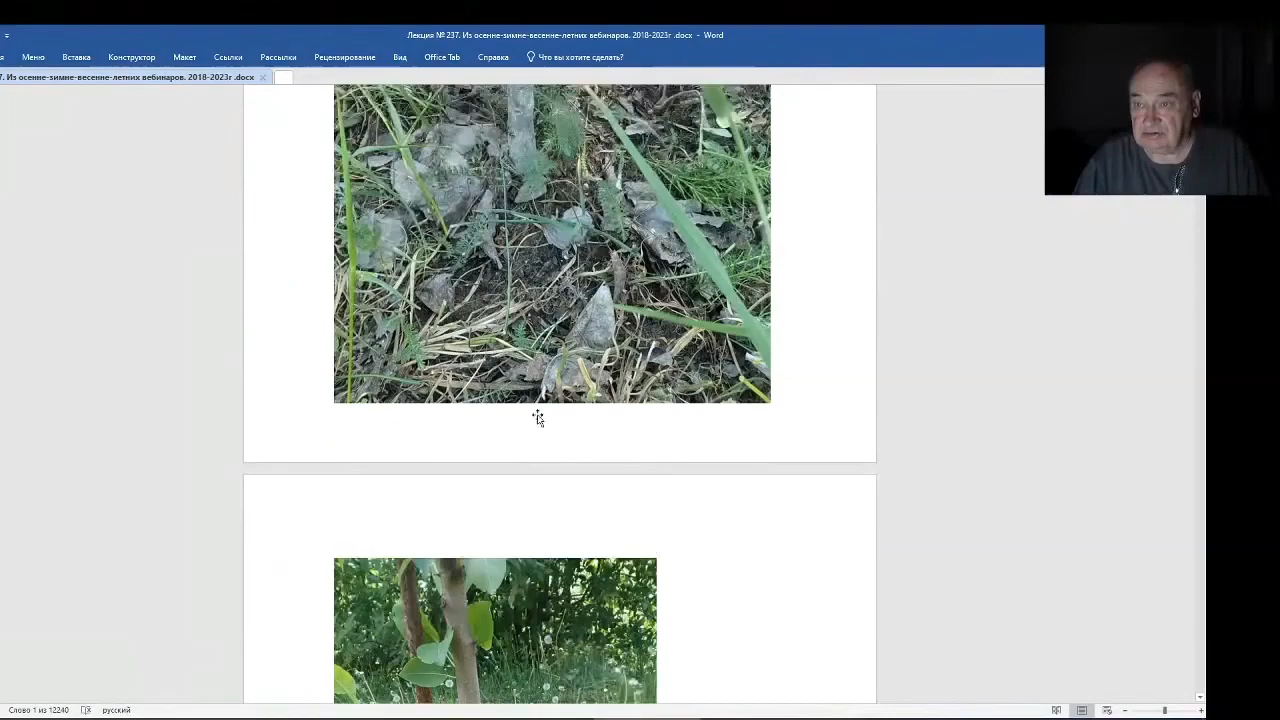 Лекция № 237. Из осенне-зимне-весенне-летних вебинаров. 2018-2023г .docx - Word
я Меню Вставка Конструктор Макет Ссылки Рассылки Рецензирование Вид Office Tab Справка Что вы хотите сделать?
7. Из осенне-зимне-весенне-летних вебинаров. 2018-2023г .docx
Слово 1 из 12240 русский